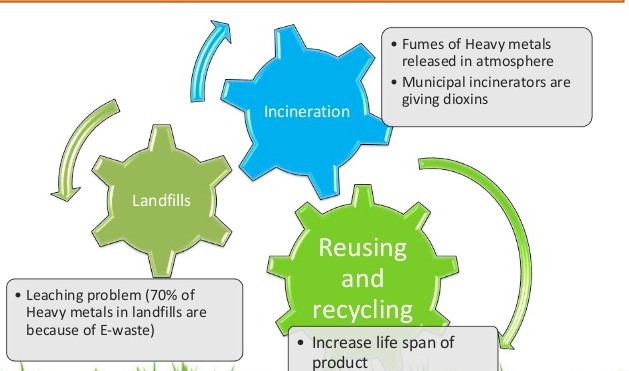 Incineration
• Fumes of Heavy metals
released in atmosphere
• Municipal incinerators are
giving dioxins
Landfills
• Leaching problem (70% of
Heavy metals in landfills are
because of E-waste)
Reusing
and
recycling
• Increase life span of
product